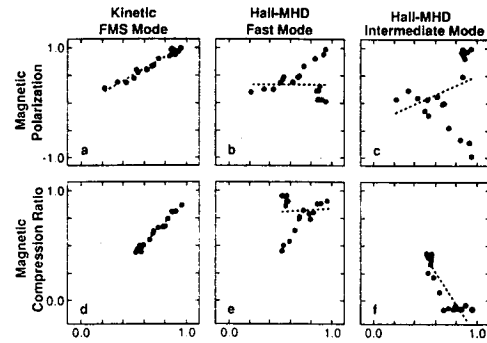 Kinetic
FMS Mode
Hall-MHD
Fast Mode
Hall-MHD
Intermediate Mode
Magnetic
Polarization
1.0
-1.0
a
b
c
Magnetic
Compression Ratio
1.0
0.0
d
e
f
0.0
1.0
0.0
1.0
0.0
1.0